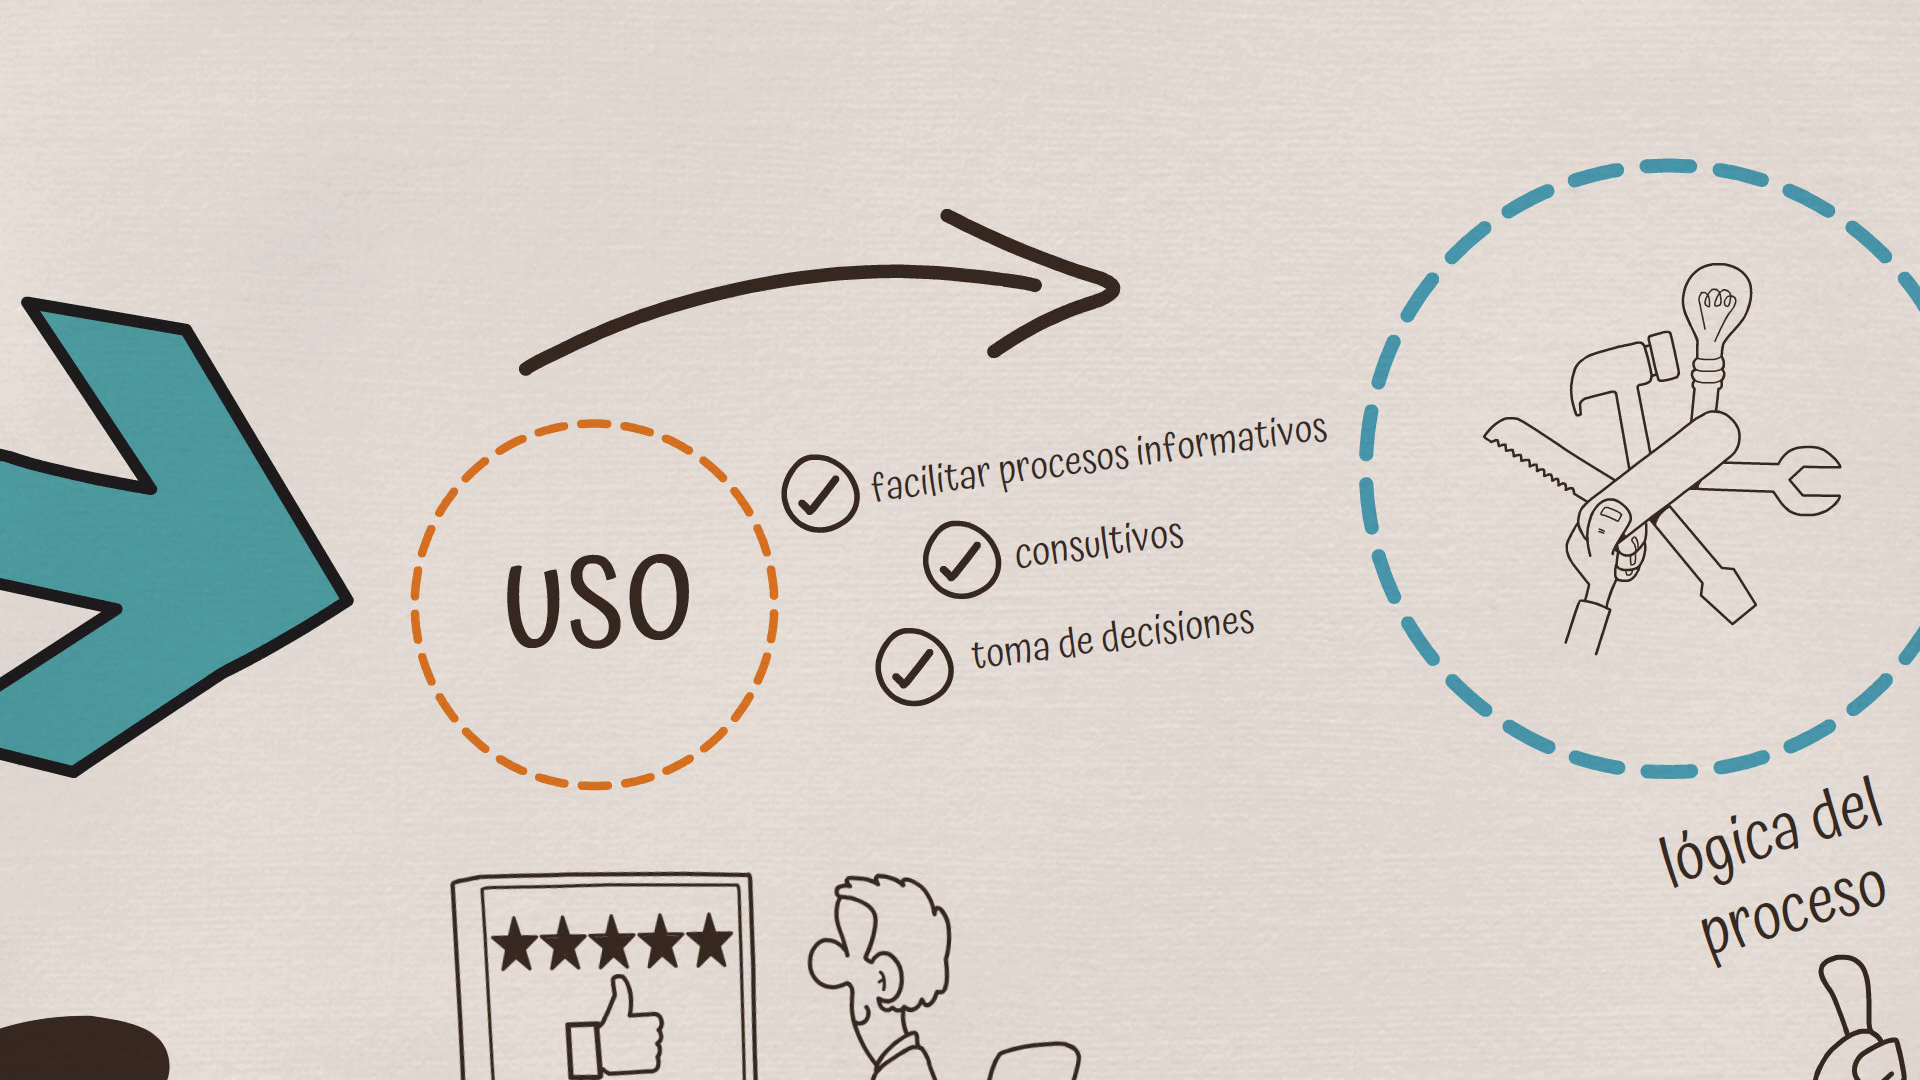 USO
facilitar procesos informativos
consultivos
toma de decisiones
lógica del
proceso